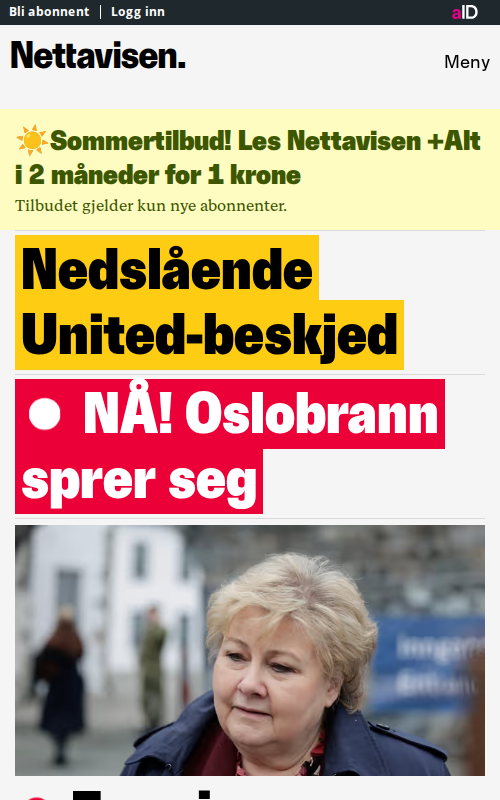 Bli abonnent | Logg inn
aID
Nettavisen.
Meny
Sommertilbud! Les Nettavisen +Alt
i 2 måneder for 1 krone
Tilbudet gjelder kun nye abonnenter.
Nedslående
United-beskjed
NÅ! Oslobrann
sprer seg